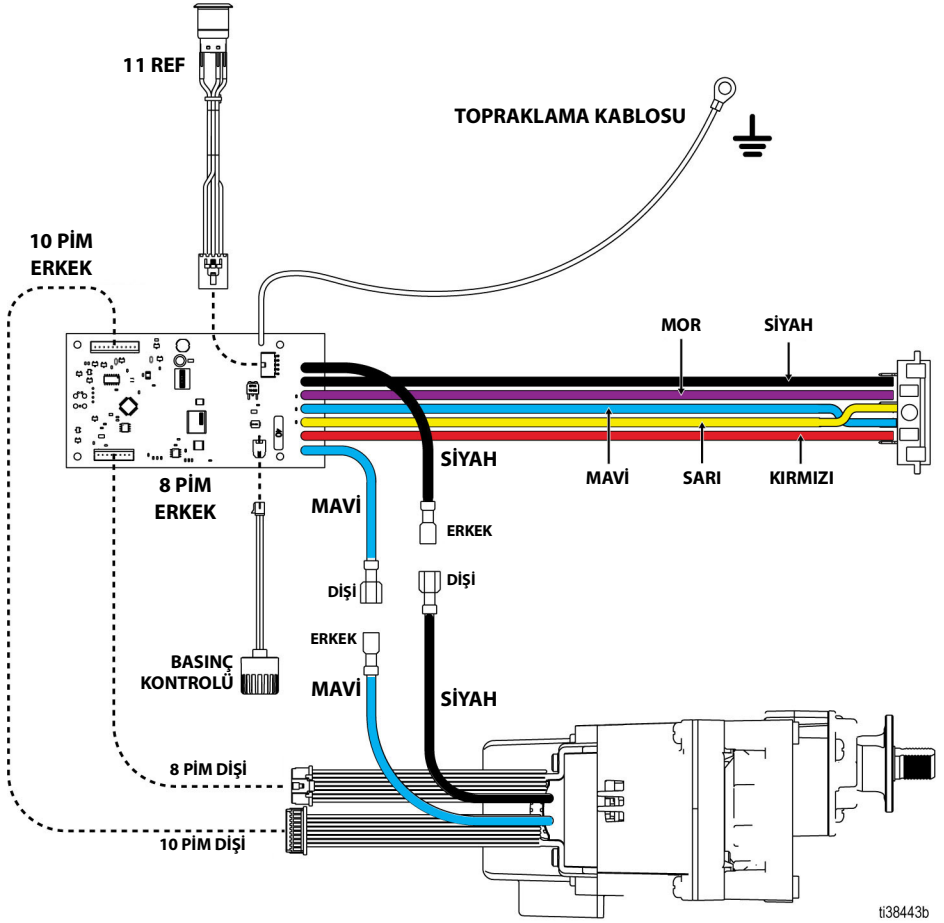 11 REF
TOPRAKLAMA KABLOSU
10 PİM
ERKEK
MOR
SİYAH
SİYAH
MAVİ
SARI
KIRMIZI
8 PİM
ERKEK
MAVİ
ERKEK
DİŞİ
DİŞİ
ERKEK
BASINÇ
KONTROLÜ
MAVİ
SİYAH
8 PİM DİŞİ
10 PİM DİŞİ
ti38443b